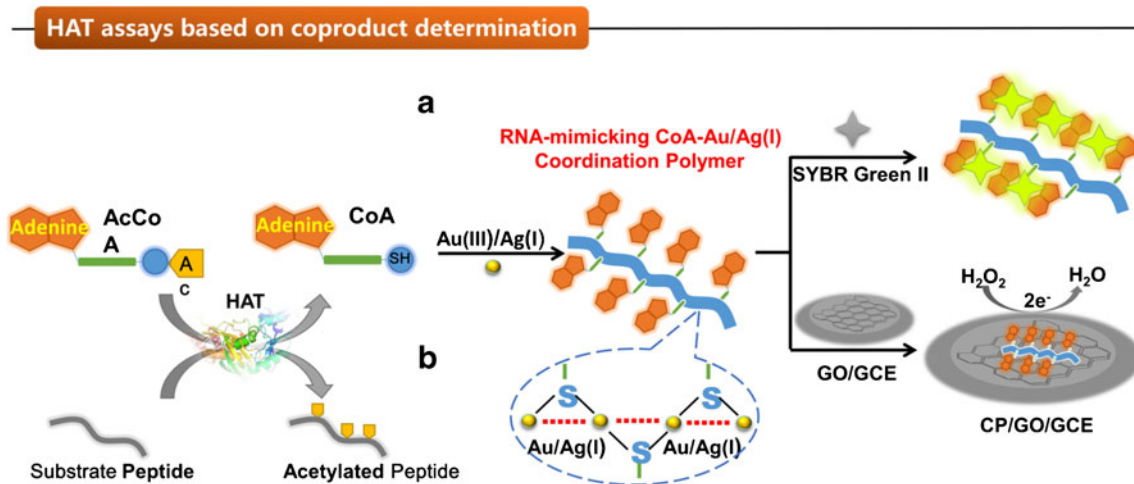 HAT assays based on coproduct determination
a
RNA-mimicking CoA-Au/Ag(I)
Coordination Polymer
SYBR Green II
Adenine
AcCo
A
A
c
Adenine
CoA
SH
Au(III)/Ag(I)
HAT
H₂O₂
H₂O
2e⁻
b
GO/GCE
CP/GO/GCE
S
S
S
Au/Ag(I)
Au/Ag(I)
Substrate Peptide
Acetylated Peptide